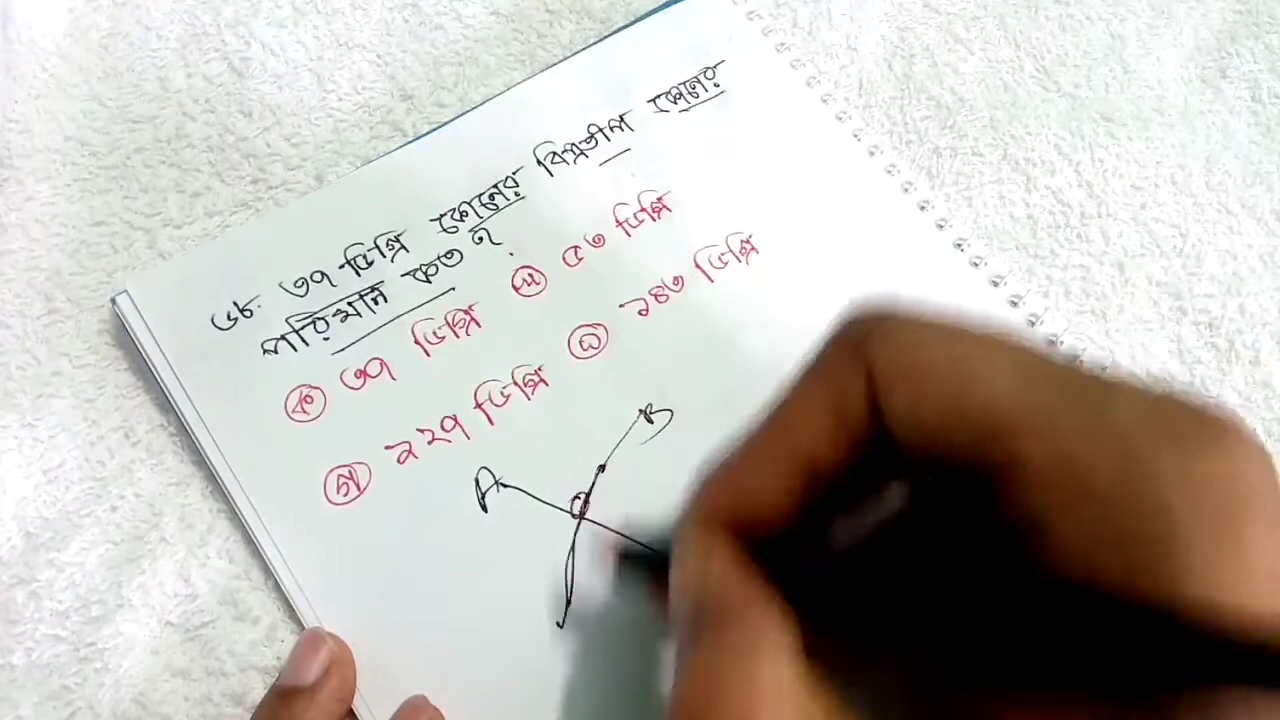 ৬৮. ৩৭ ডিগ্রি কোনের বিপ্রতীপ কোনের
পরিমান কত ?
ক ৩৭ ডিগ্রি খ ৫৩ ডিগ্রি
গ ১২৭ ডিগ্রি ঘ ১৪৩ ডিগ্রি
A B